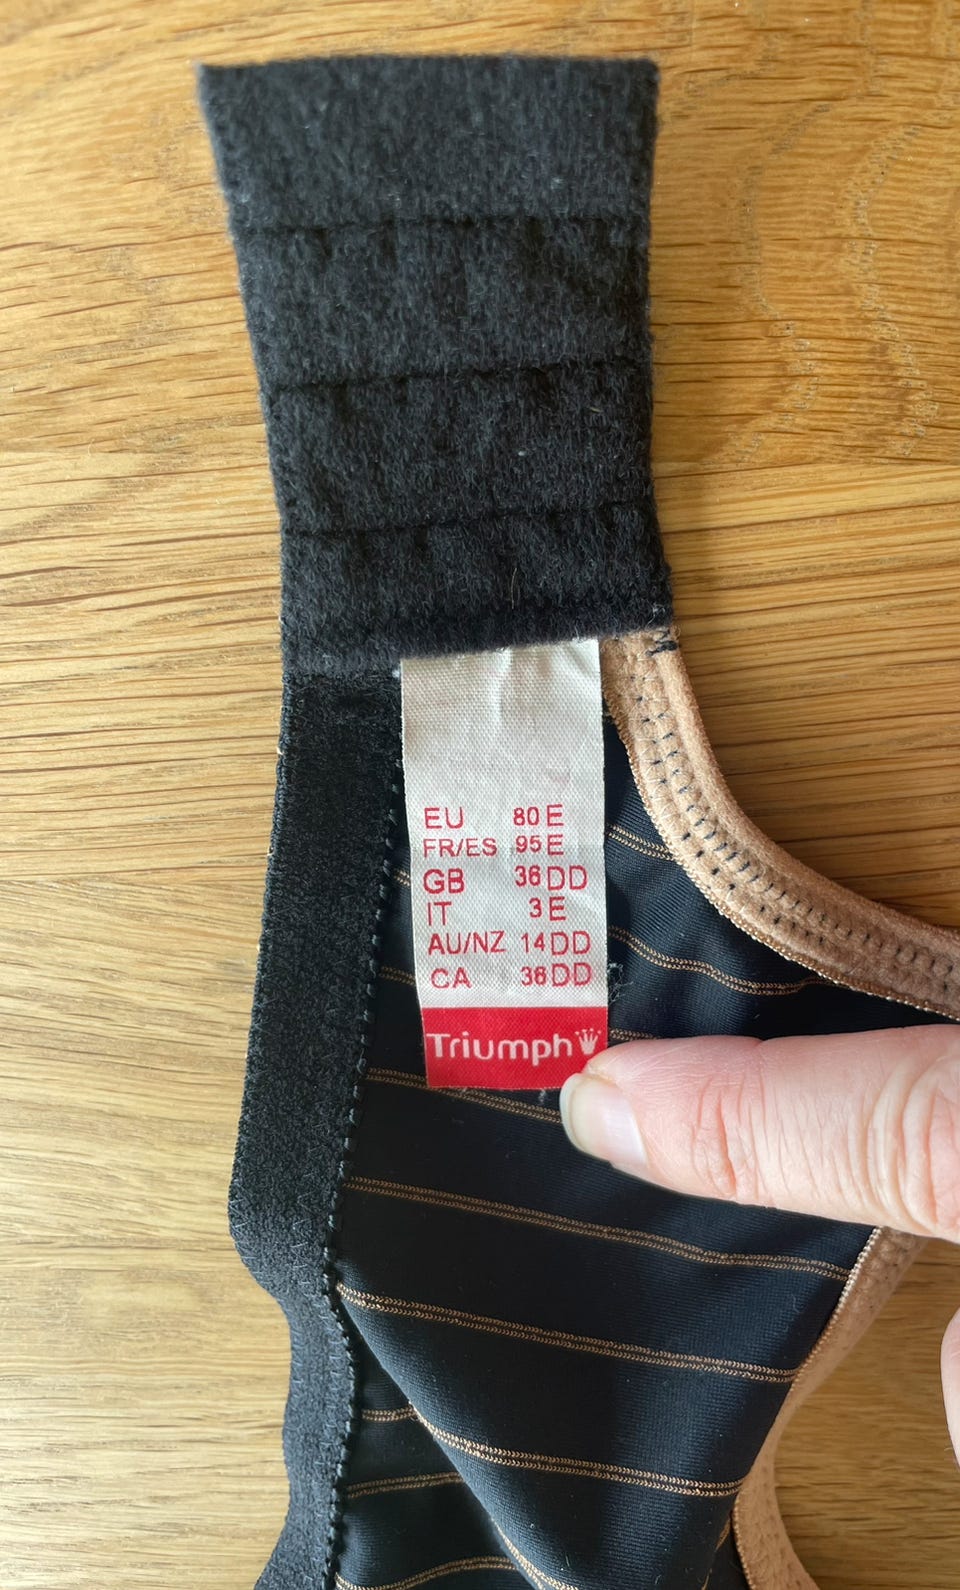 EU 80 E
FR/ES 95 E
GB 36 DD
IT 3 E
AU/NZ 14 DD
CA 36 DD
Triumph